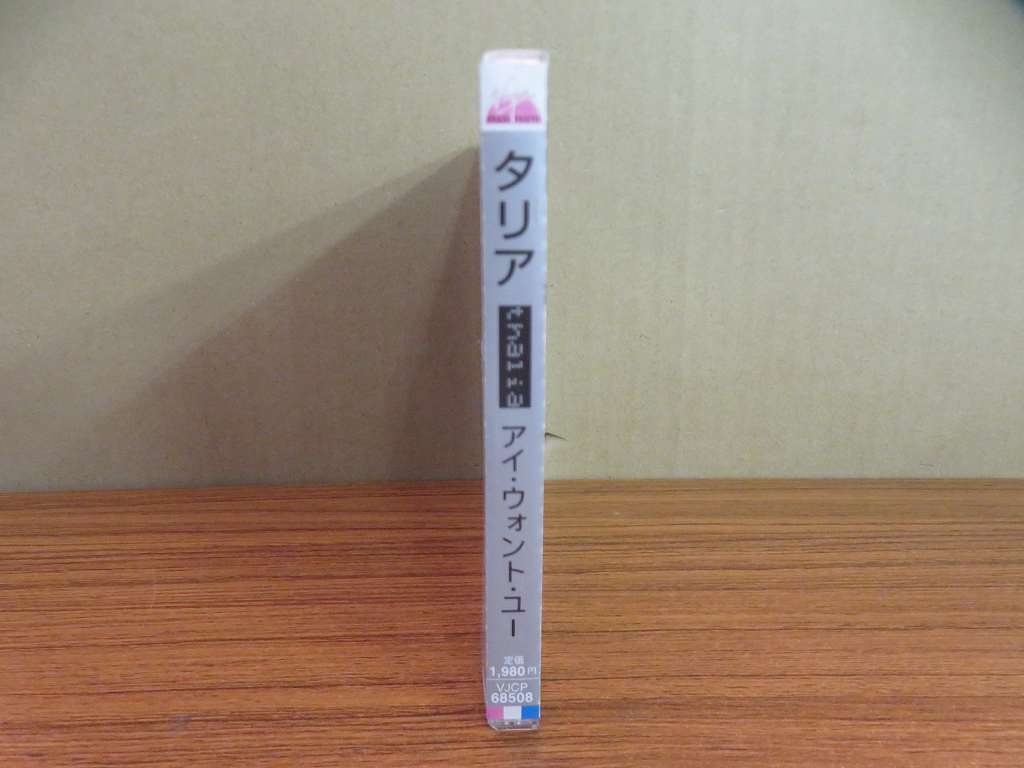 タリア
thalia
アイ・ウォント・ユー
定価
1,980円
VJCP
68508